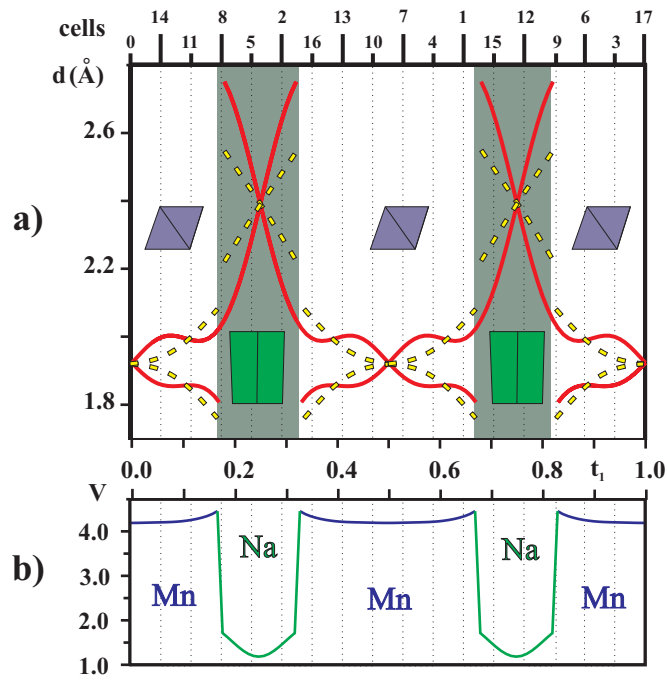 14 8 2 13 7 1 12 6 17
cells
0 11 5 16 10 4 15 9 3
d (Å)
2.6
a)
2.2
1.8
0.0 0.2 0.4 0.6 0.8 t₁ 1.0
V
4.0
Na Na
3.0
b)
Mn Mn Mn
2.0
1.0